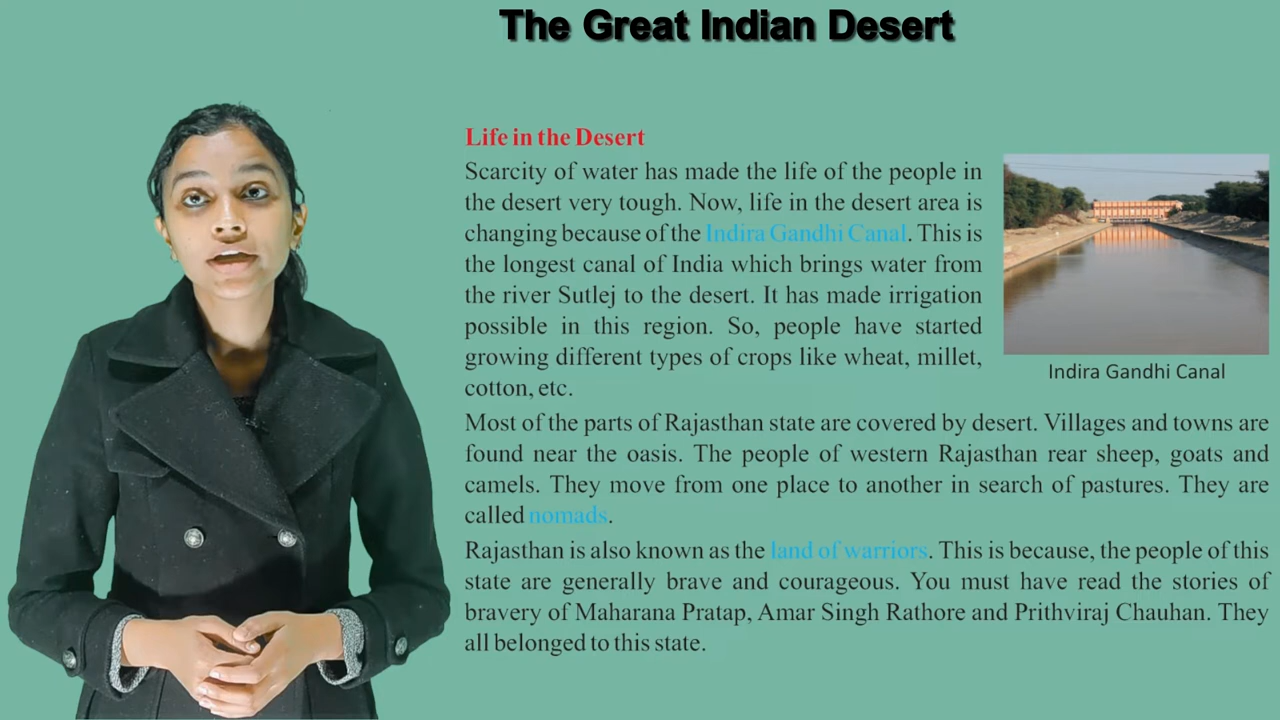 The Great Indian Desert
Life in the Desert
Scarcity of water has made the life of the people in
the desert very tough. Now, life in the desert area is
changing because of the Indira Gandhi Canal. This is
the longest canal of India which brings water from
the river Sutlej to the desert. It has made irrigation
possible in this region. So, people have started
growing different types of crops like wheat, millet,
cotton, etc.
Indira Gandhi Canal
Most of the parts of Rajasthan state are covered by desert. Villages and towns are
found near the oasis. The people of western Rajasthan rear sheep, goats and
camels. They move from one place to another in search of pastures. They are
called nomads.
Rajasthan is also known as the land of warriors. This is because, the people of this
state are generally brave and courageous. You must have read the stories of
bravery of Maharana Pratap, Amar Singh Rathore and Prithviraj Chauhan. They
all belonged to this state.